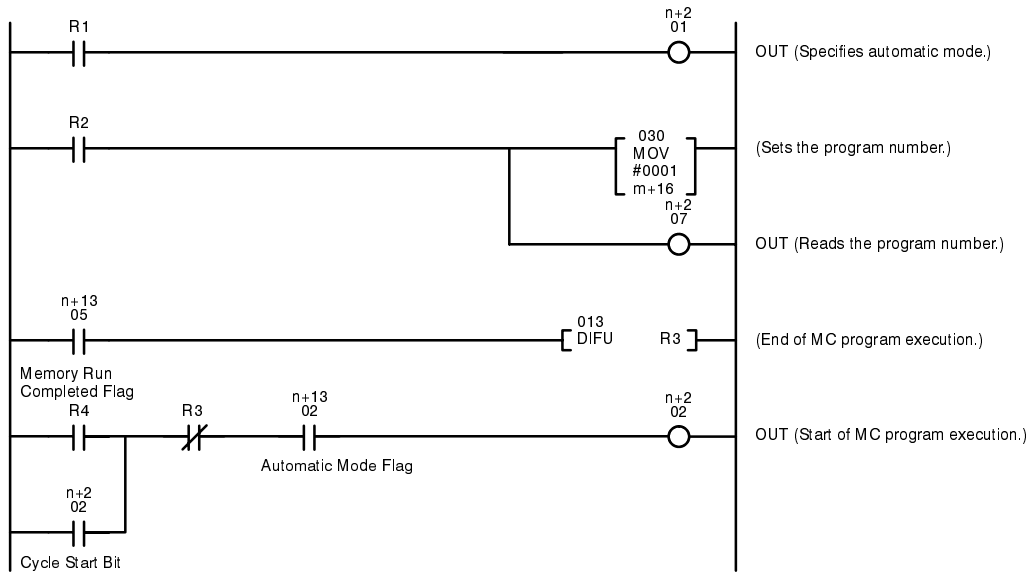 R1
n+2
01
OUT (Specifies automatic mode.)
R2
030
MOV
#0001
m+16
(Sets the program number.)
n+2
07
OUT (Reads the program number.)
n+13
05
013
DIFU R3
(End of MC program execution.)
Memory Run
Completed Flag
R4
R3
n+13
02
n+2
02
OUT (Start of MC program execution.)
Automatic Mode Flag
n+2
02
Cycle Start Bit